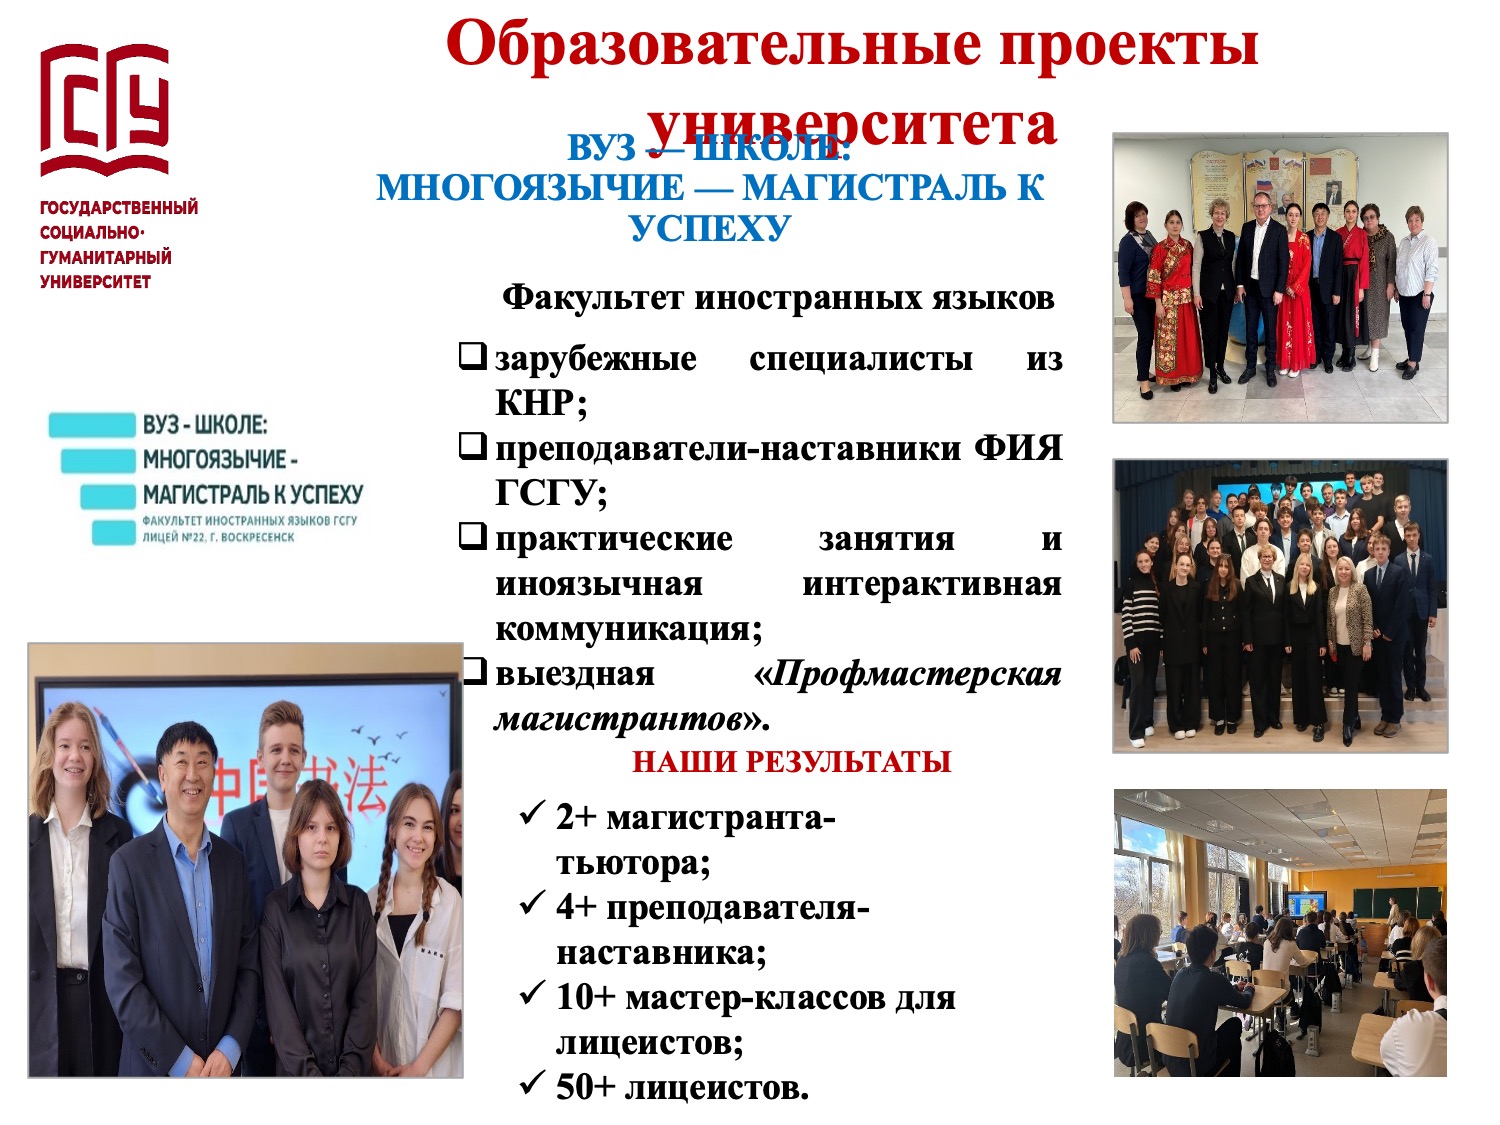 Образовательные проекты
университета
ГСГУ
ГОСУДАРСТВЕННЫЙ
СОЦИАЛЬНО-
ГУМАНИТАРНЫЙ
УНИВЕРСИТЕТ
ВУЗ — ШКОЛЕ:
МНОГОЯЗЫЧИЕ — МАГИСТРАЛЬ К
УСПЕХУ
Факультет иностранных языков
зарубежные специалисты из
КНР;
преподаватели-наставники ФИЯ
ГСГУ;
практические занятия и
иноязычная интерактивная
коммуникация;
выездная «Профмастерская
магистрантов».
ВУЗ - ШКОЛЕ:
МНОГОЯЗЫЧИЕ -
МАГИСТРАЛЬ К УСПЕХУ
ФАКУЛЬТЕТ ИНОСТРАННЫХ ЯЗЫКОВ ГСГУ
ЛИЦЕЙ №22, Г. ВОСКРЕСЕНСК
НАШИ РЕЗУЛЬТАТЫ
2+ магистранта-
тьютора;
4+ преподавателя-
наставника;
10+ мастер-классов для
лицеистов;
50+ лицеистов.
中国书法